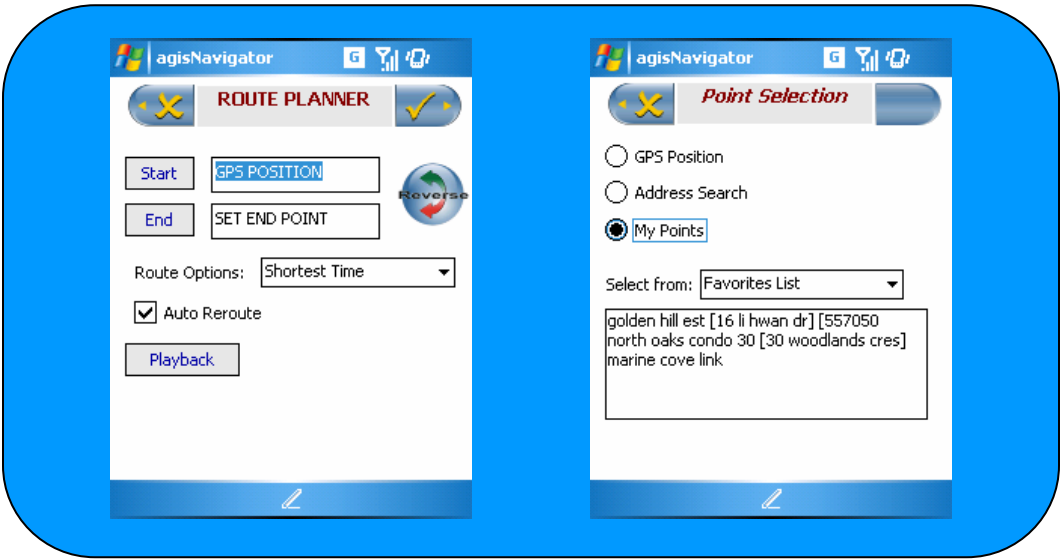 agisNavigator G
ROUTE PLANNER
Start GPS POSITION
Reverse
End SET END POINT
Route Options: Shortest Time
Auto Reroute
Playback
agisNavigator G
Point Selection
GPS Position
Address Search
My Points
Select from: Favorites List
golden hill est [16 li hwan dr] [557050
north oaks condo 30 [30 woodlands cres]
marine cove link